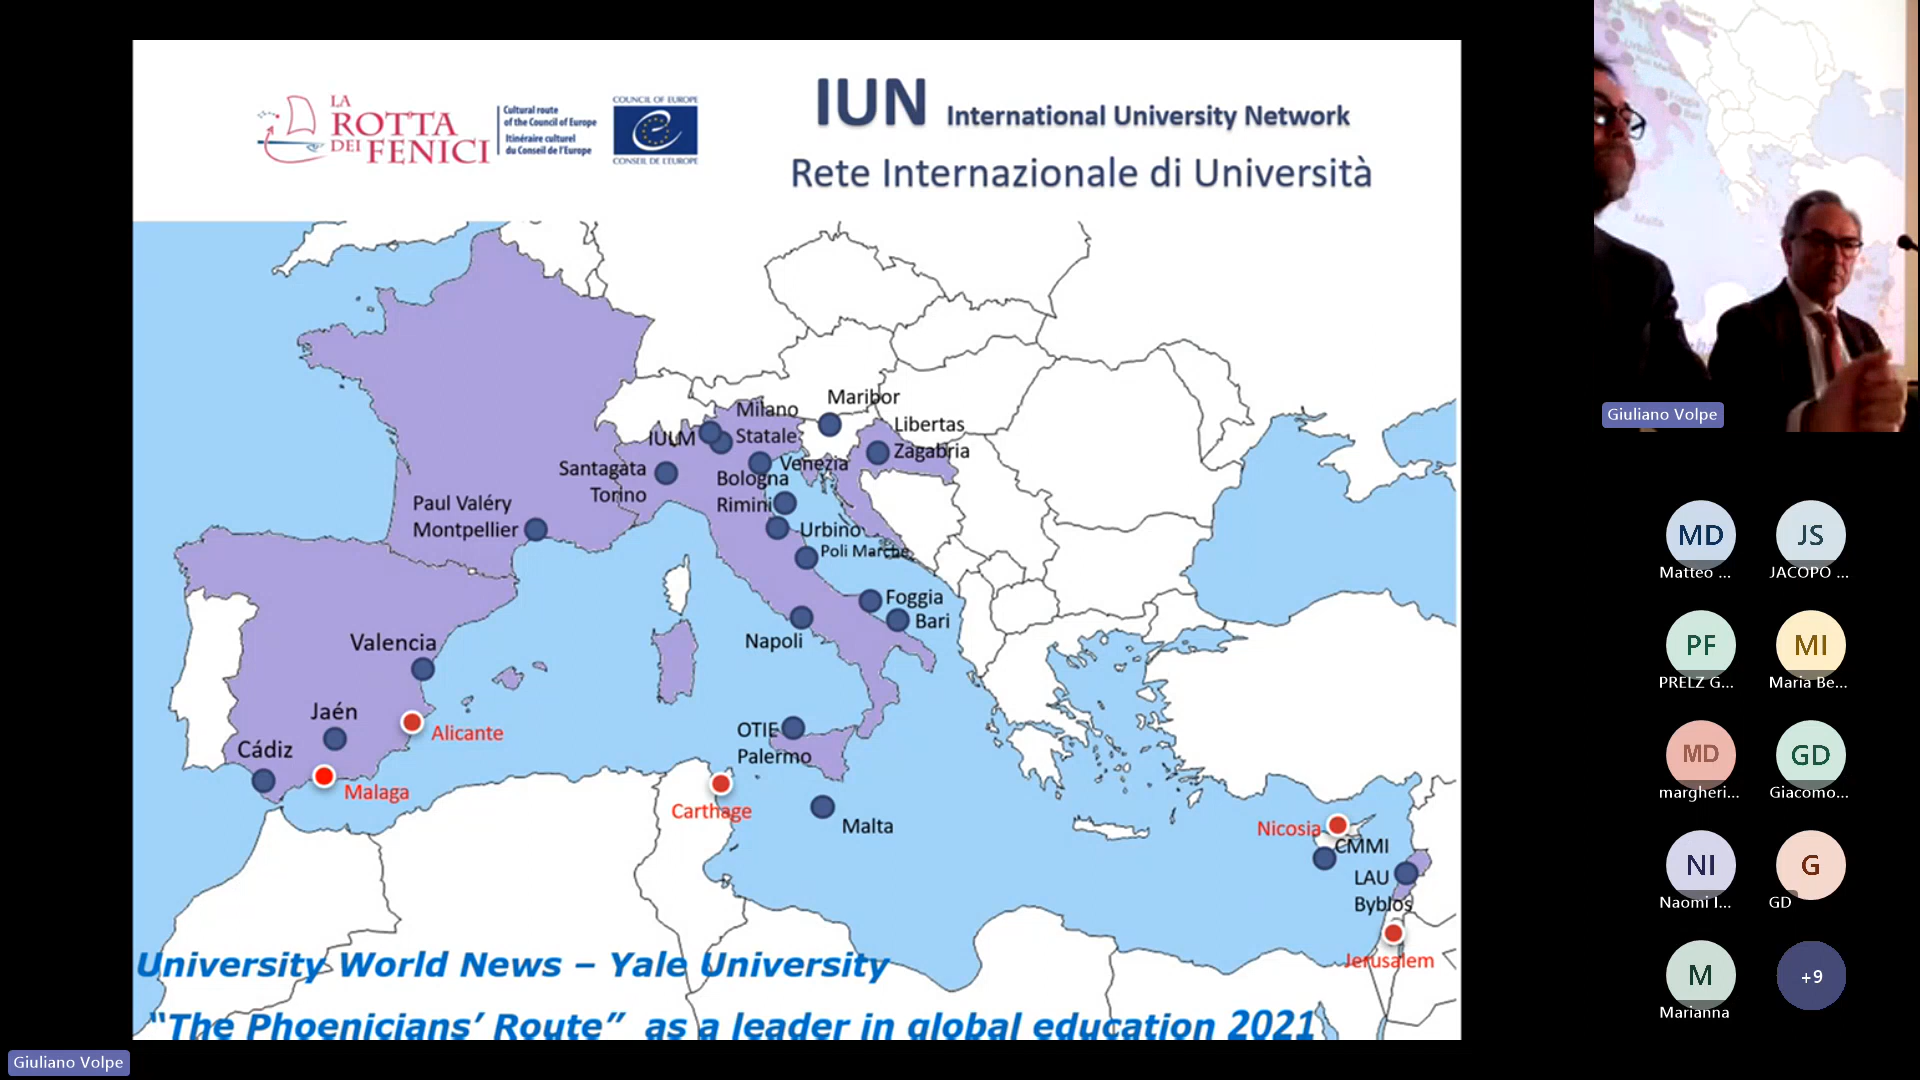 LA
ROTTA
DEI FENICI
Cultural route
of the Council of Europe
Itinéraire culturel
du Conseil de l'Europe
COUNCIL OF EUROPE
CONSEIL DE L'EUROPE
IUN International University Network
Rete Internazionale di Università
Maribor
Milano
Statale
IULM
Libertas
Zagabria
Santagata
Torino
Venezia
Bologna
Rimini
Paul Valéry
Montpellier
Urbino
Poli Marche
Foggia
Bari
Napoli
Valencia
Jaén
Alicante
Cádiz
Malaga
OTIE
Palermo
Carthage
Malta
Nicosia
CMMI
LAU
Byblos
Jerusalem
University World News – Yale University
“The Phoenicians’ Route” as a leader in global education 2021
Giuliano Volpe
Libertas
Foggia
Bari
Malta
Giuliano Volpe
MD
Matteo ...
JS
JACOPO ...
PF
PRELZ G...
MI
Maria Be...
MD
margheri...
GD
Giacomo...
NI
Naomi I...
G
GD
M
Marianna
+9